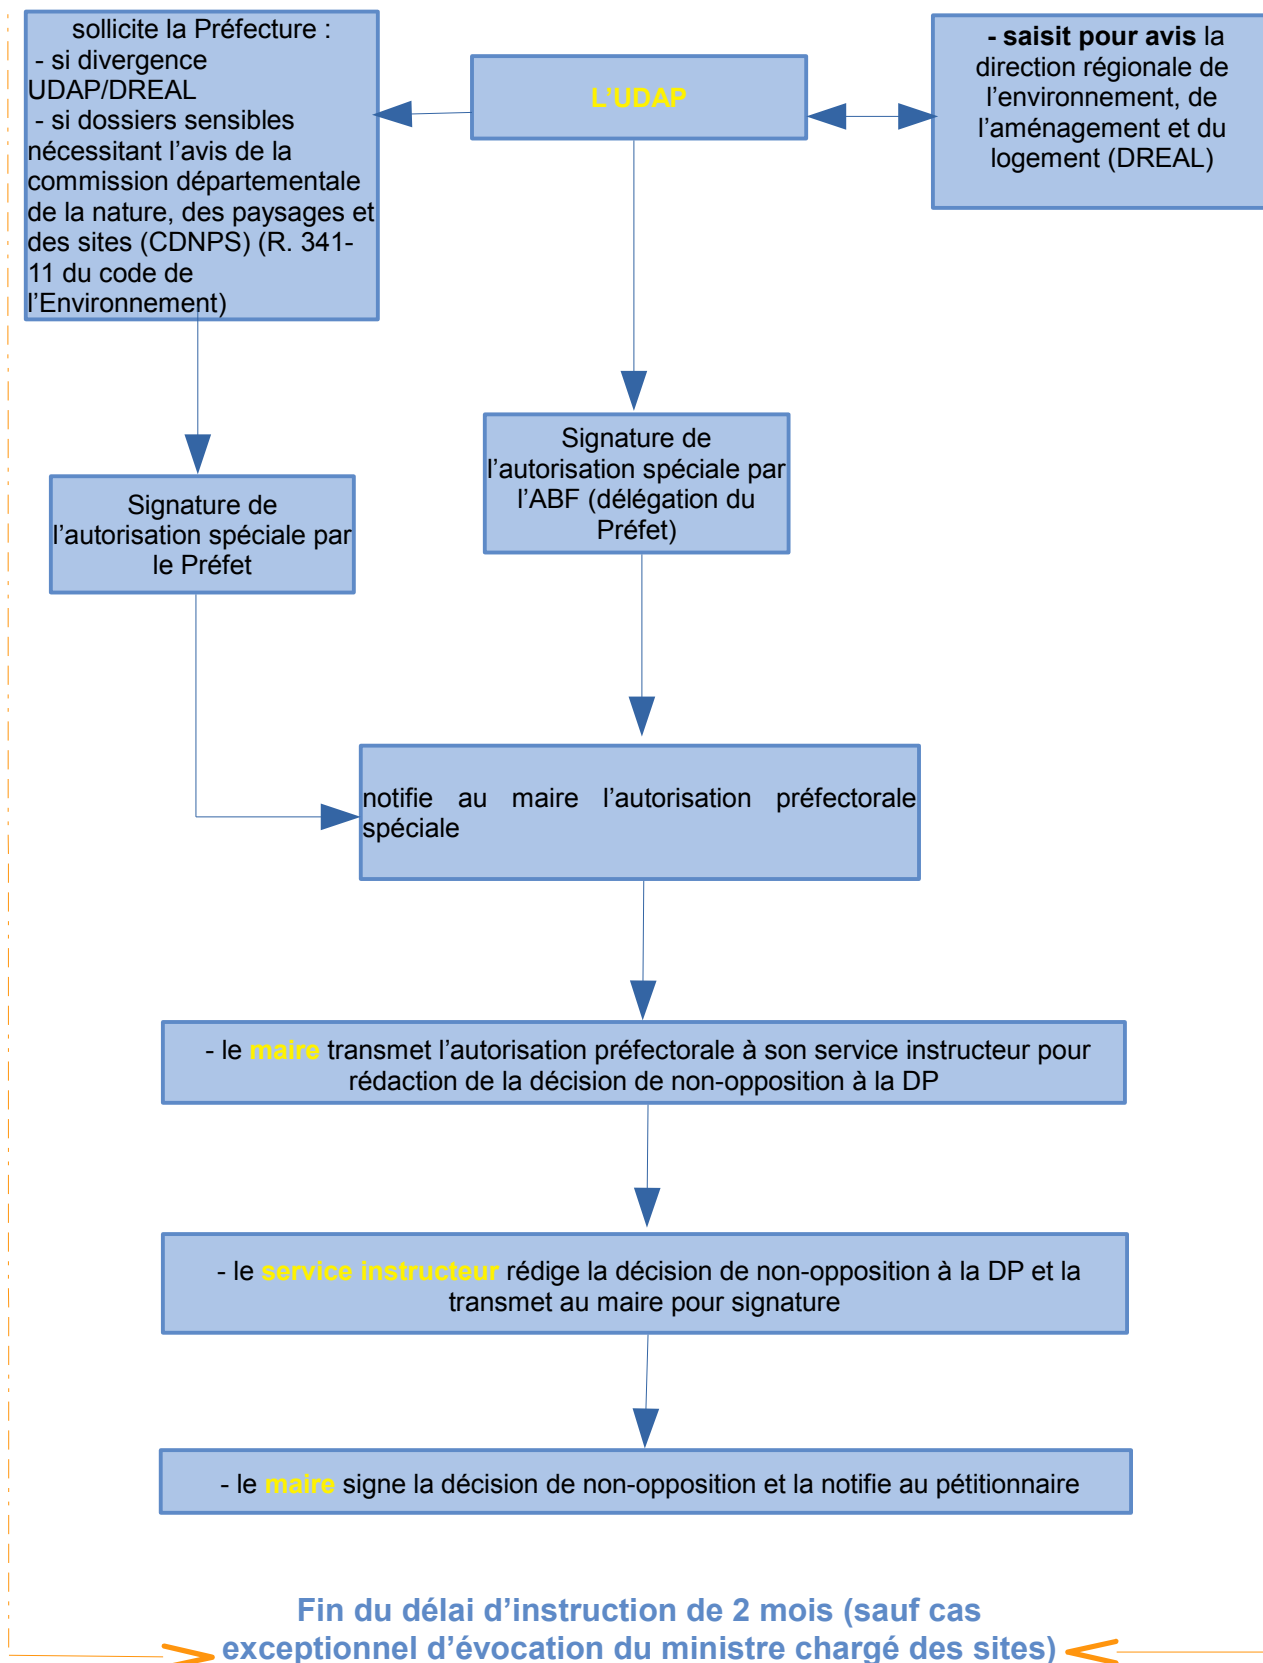 sollicite la Préfecture :
- si divergence
UDAP/DREAL
- si dossiers sensibles
nécessitant l’avis de la
commission départementale
de la nature, des paysages et
des sites (CDNPS) (R. 341-
11 du code de
l’Environnement)
L’UDAP
- saisit pour avis la
direction régionale de
l’environnement, de
l’aménagement et du
logement (DREAL)
Signature de
l’autorisation spéciale par
le Préfet
Signature de
l’autorisation spéciale par
l’ABF (délégation du
Préfet)
notifie au maire l’autorisation préfectorale
spéciale
- le maire transmet l’autorisation préfectorale à son service instructeur pour
rédaction de la décision de non-opposition à la DP
- le service instructeur rédige la décision de non-opposition à la DP et la
transmet au maire pour signature
- le maire signe la décision de non-opposition et la notifie au pétitionnaire
Fin du délai d’instruction de 2 mois (sauf cas
exceptionnel d’évocation du ministre chargé des sites)